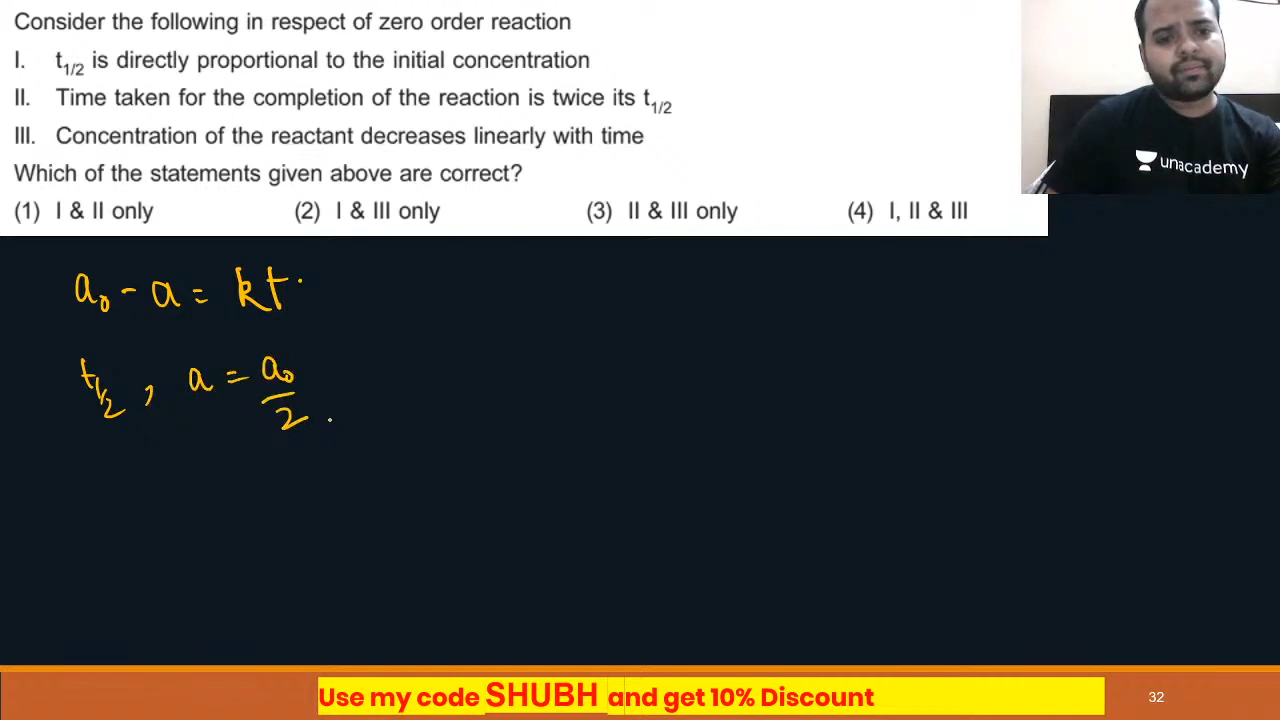 Consider the following in respect of zero order reaction
I. t1/2 is directly proportional to the initial concentration
II. Time taken for the completion of the reaction is twice its t1/2
III. Concentration of the reactant decreases linearly with time
Which of the statements given above are correct?
(1) I & II only (2) I & III only (3) II & III only (4) I, II & III
unacademy
a0 - a = kt.
t1/2 , a = a0/2 .
Use my code SHUBH and get 10% Discount
32